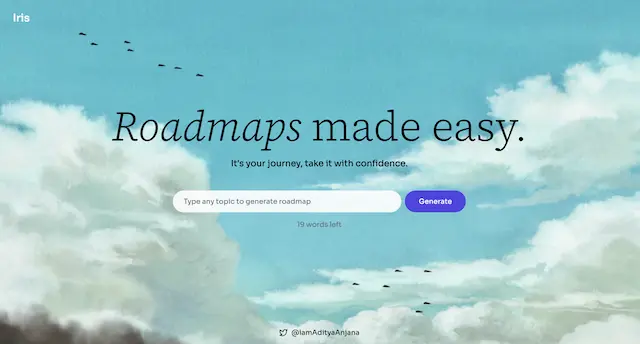 Iris
Roadmaps made easy.
It's your journey, take it with confidence.
Type any topic to generate roadmap
Generate
19 words left
@IamAdityaAnjana